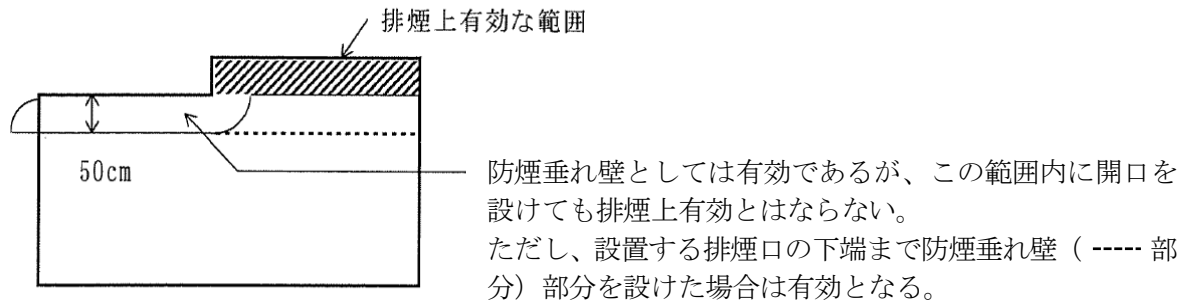 排煙上有効な範囲
50cm
防煙垂れ壁としては有効であるが、この範囲内に開口を
設けても排煙上有効とはならない。
ただし、設置する排煙口の下端まで防煙垂れ壁（ ----- 部
分）部分を設けた場合は有効となる。